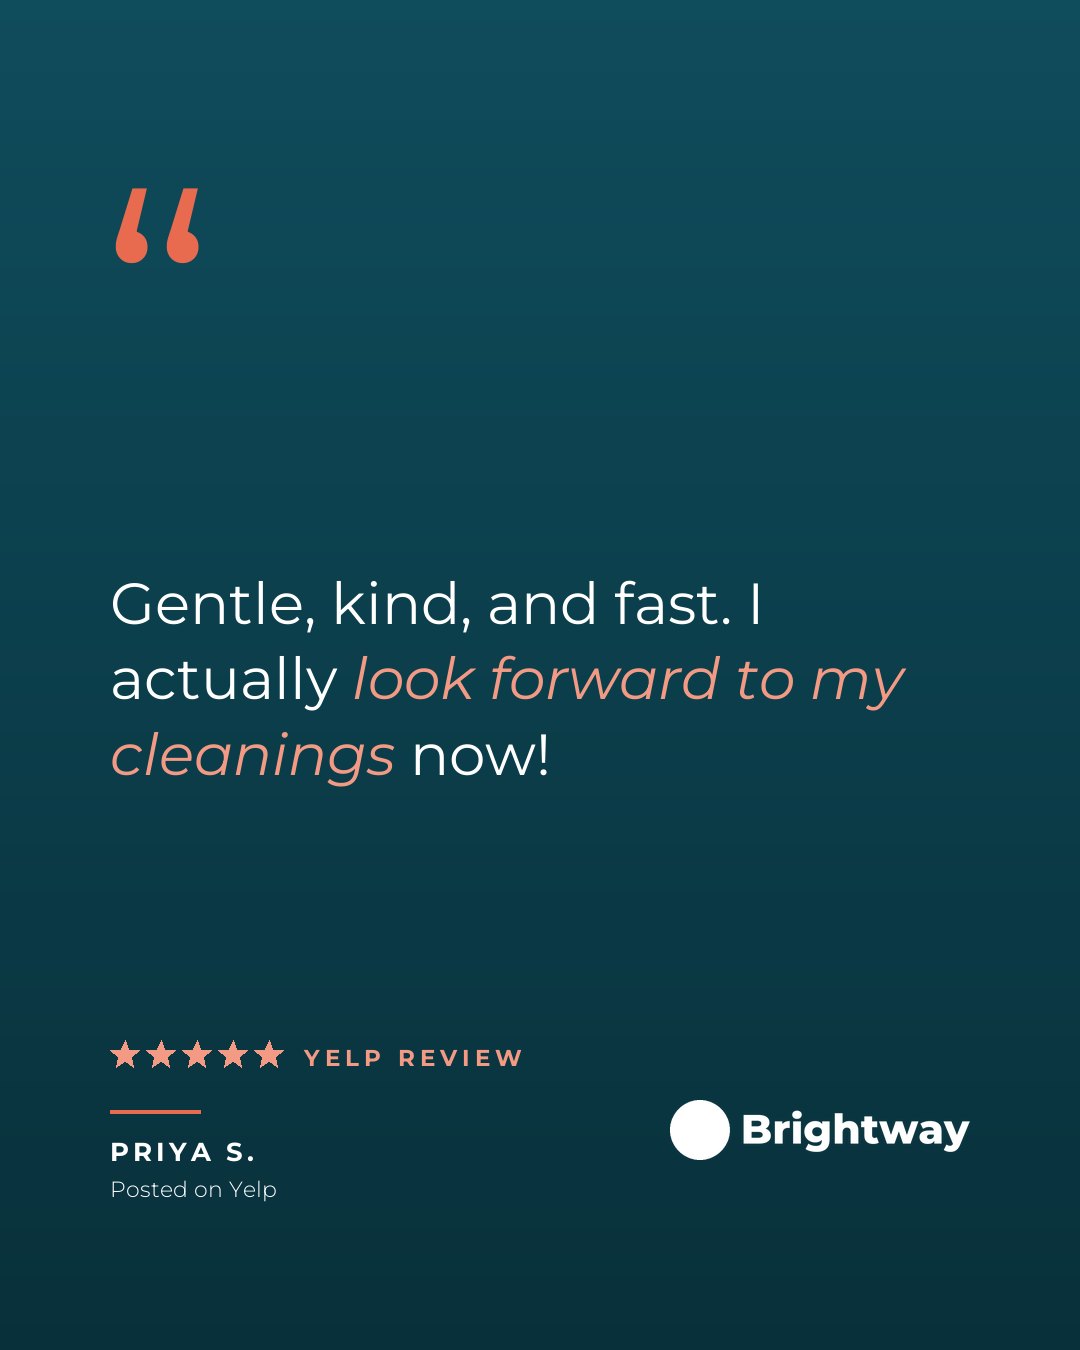 “
Gentle, kind, and fast. I
actually look forward to my
cleanings now!
★★★★★ YELP REVIEW
PRIYA S.
Posted on Yelp
Brightway